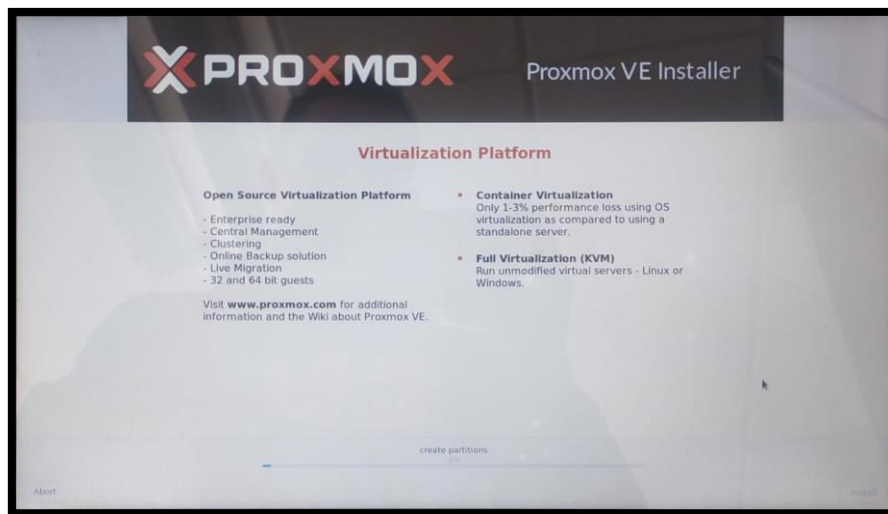 PROXMOX
Proxmox VE Installer
Virtualization Platform
Open Source Virtualization Platform
- Enterprise ready
- Central Management
- Clustering
- Online Backup solution
- Live Migration
- 32 and 64 bit guests
Visit www.proxmox.com for additional
information and the Wiki about Proxmox VE.
• Container Virtualization
Only 1-3% performance loss using OS
virtualization as compared to using a
standalone server.
• Full Virtualization (KVM)
Run unmodified virtual servers - Linux or
Windows.
create partitions
Abort
Install